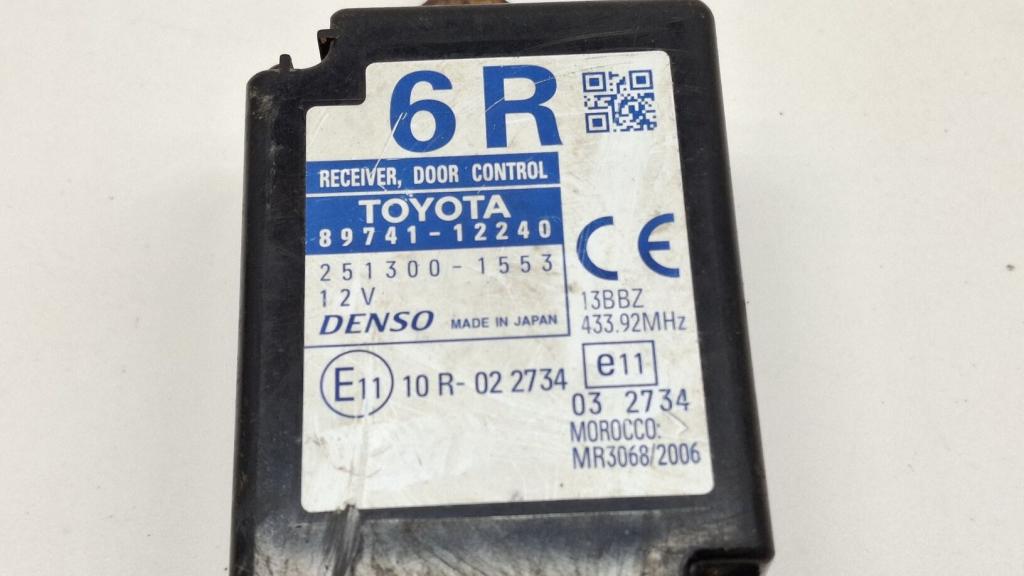 6R
RECEIVER, DOOR CONTROL
TOYOTA
89741-12240
251300-1553
12V
DENSO MADE IN JAPAN
CE
13BBZ
433.92MHz
E11 10 R- 02 2734
e11
03 2734
MOROCCO:
MR3068/2006